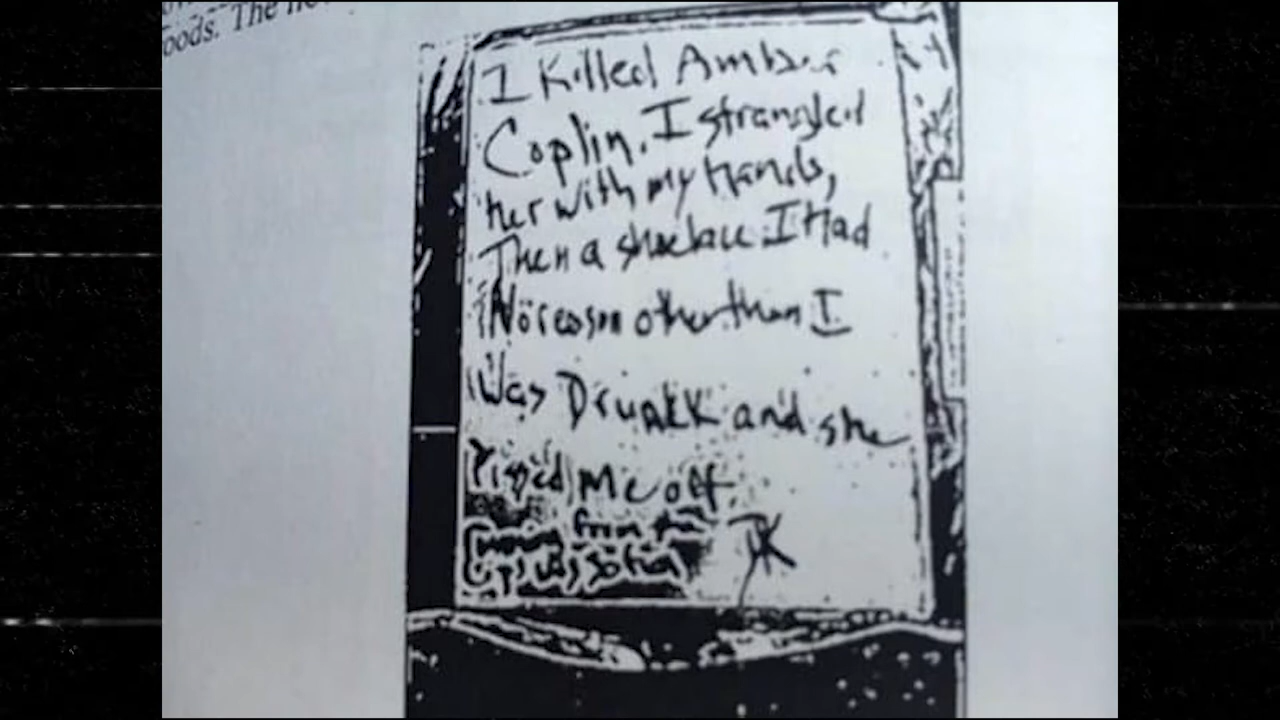 oods. The
I killed Amber
Coplin. I strangled
her with my hands,
Then a shoelace I Had
No reason other than I
was Drunk and she
Pissed Me off
from the
DK